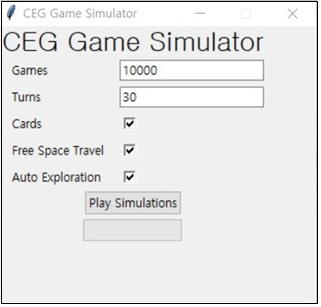 CEG Game Simulator
CEG Game Simulator
Games 10000
Turns 30
Cards
Free Space Travel
Auto Exploration
Play Simulations